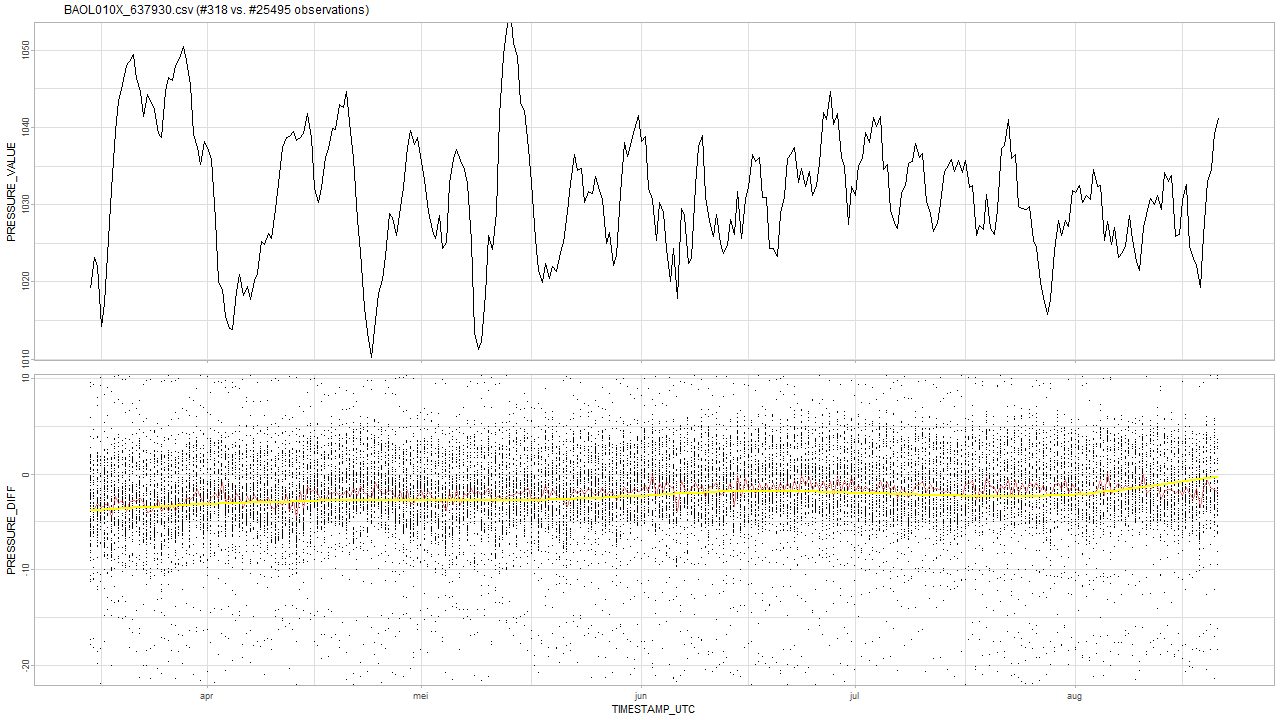 BAOL010X_637930.csv (#318 vs. #25495 observations)
PRESSURE_VALUE
1050
1040
1030
1020
1010
PRESSURE_DIFF
10
0
-10
-20
apr
mei
jun
jul
aug
TIMESTAMP_UTC